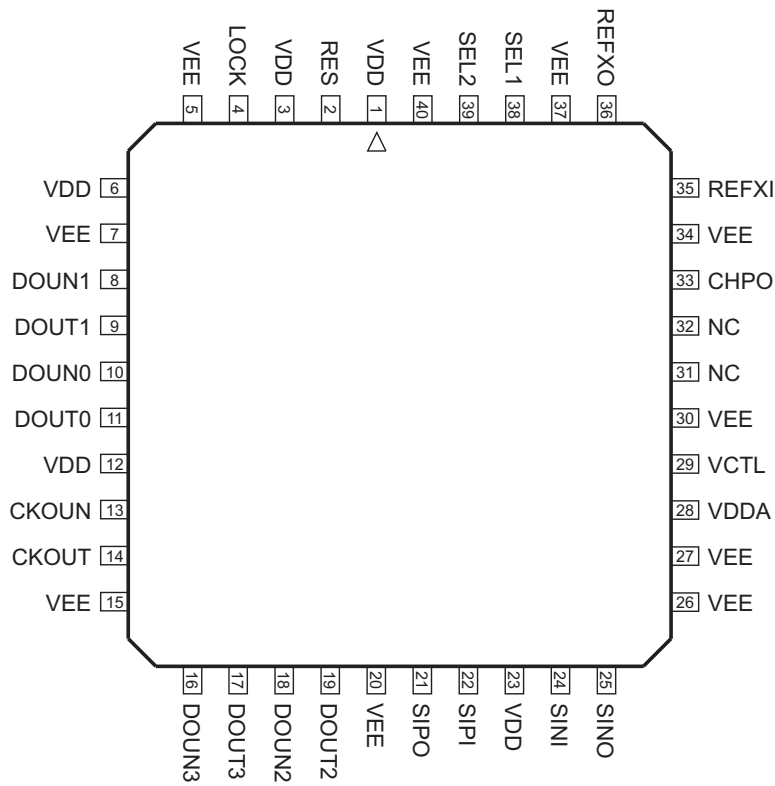 VEE LOCK VDD RES VDD VEE SEL2 SEL1 VEE REFXO
5 4 3 2 1 40 39 38 37 36
VDD 6
VEE 7
DOUN1 8
DOUT1 9
DOUN0 10
DOUT0 11
VDD 12
CKOUN 13
CKOUT 14
VEE 15
35 REFXI
34 VEE
33 CHPO
32 NC
31 NC
30 VEE
29 VCTL
28 VDDA
27 VEE
26 VEE
16 17 18 19 20 21 22 23 24 25
DOUN3 DOUT3 DOUN2 DOUT2 VEE SIPO SIPI VDD SINI SINO